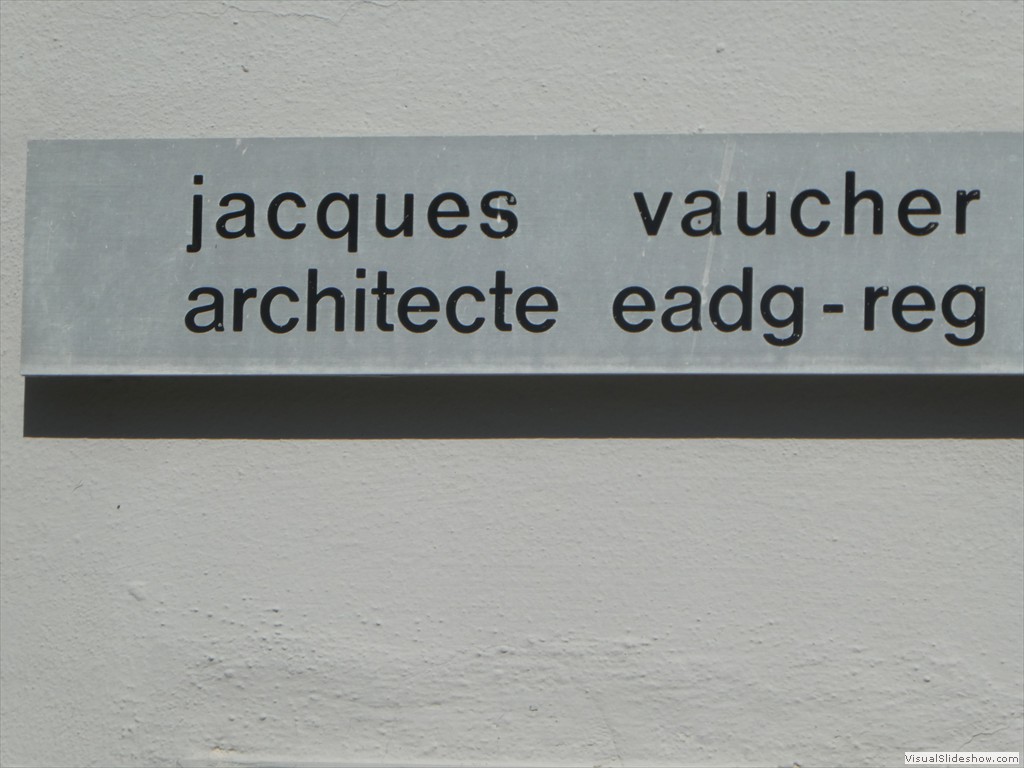 jacques vaucher
architecte eadg-reg
VisualSlideshow.com